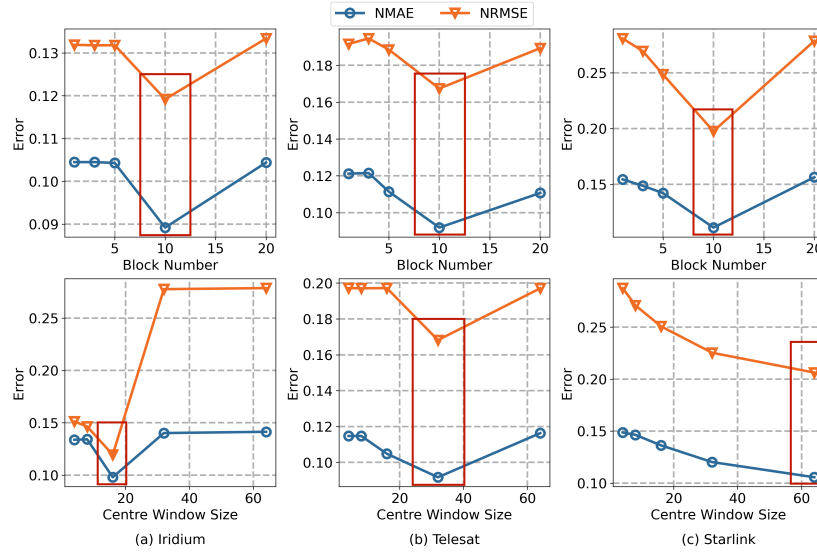 NMAE NRMSE
0.13
0.12
0.11
0.10
0.09
Error
5 10 15 20
Block Number
0.18
0.16
0.14
0.12
0.10
Error
5 10 15 20
Block Number
0.25
0.20
0.15
Error
5 10 15 20
Block Number
0.25
0.20
0.15
0.10
Error
20 40 60
Centre Window Size
(a) Iridium
0.20
0.18
0.16
0.14
0.12
0.10
Error
20 40 60
Centre Window Size
(b) Telesat
0.25
0.20
0.15
0.10
Error
20 40 60
Centre Window Size
(c) Starlink